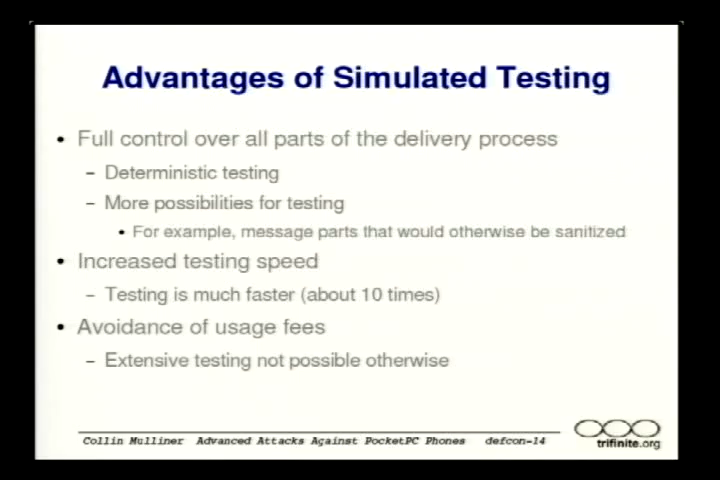 Advantages of Simulated Testing
• Full control over all parts of the delivery process
– Deterministic testing
– More possibilities for testing
• For example, message parts that would otherwise be sanitized
• Increased testing speed
– Testing is much faster (about 10 times)
• Avoidance of usage fees
– Extensive testing not possible otherwise
Collin Mulliner Advanced Attacks Against PocketPC Phones defcon-14
trifinite.org